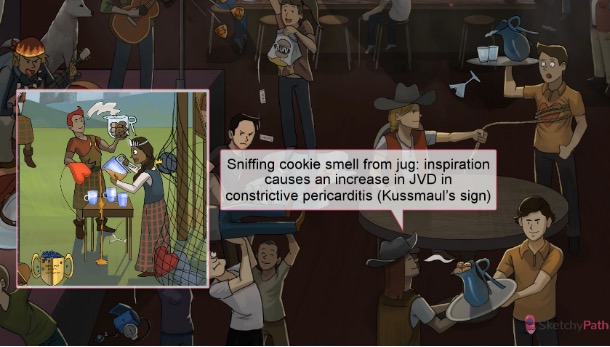 Sniffing cookie smell from jug: inspiration
causes an increase in JVD in
constrictive pericarditis (Kussmaul's sign)
SketchyPath